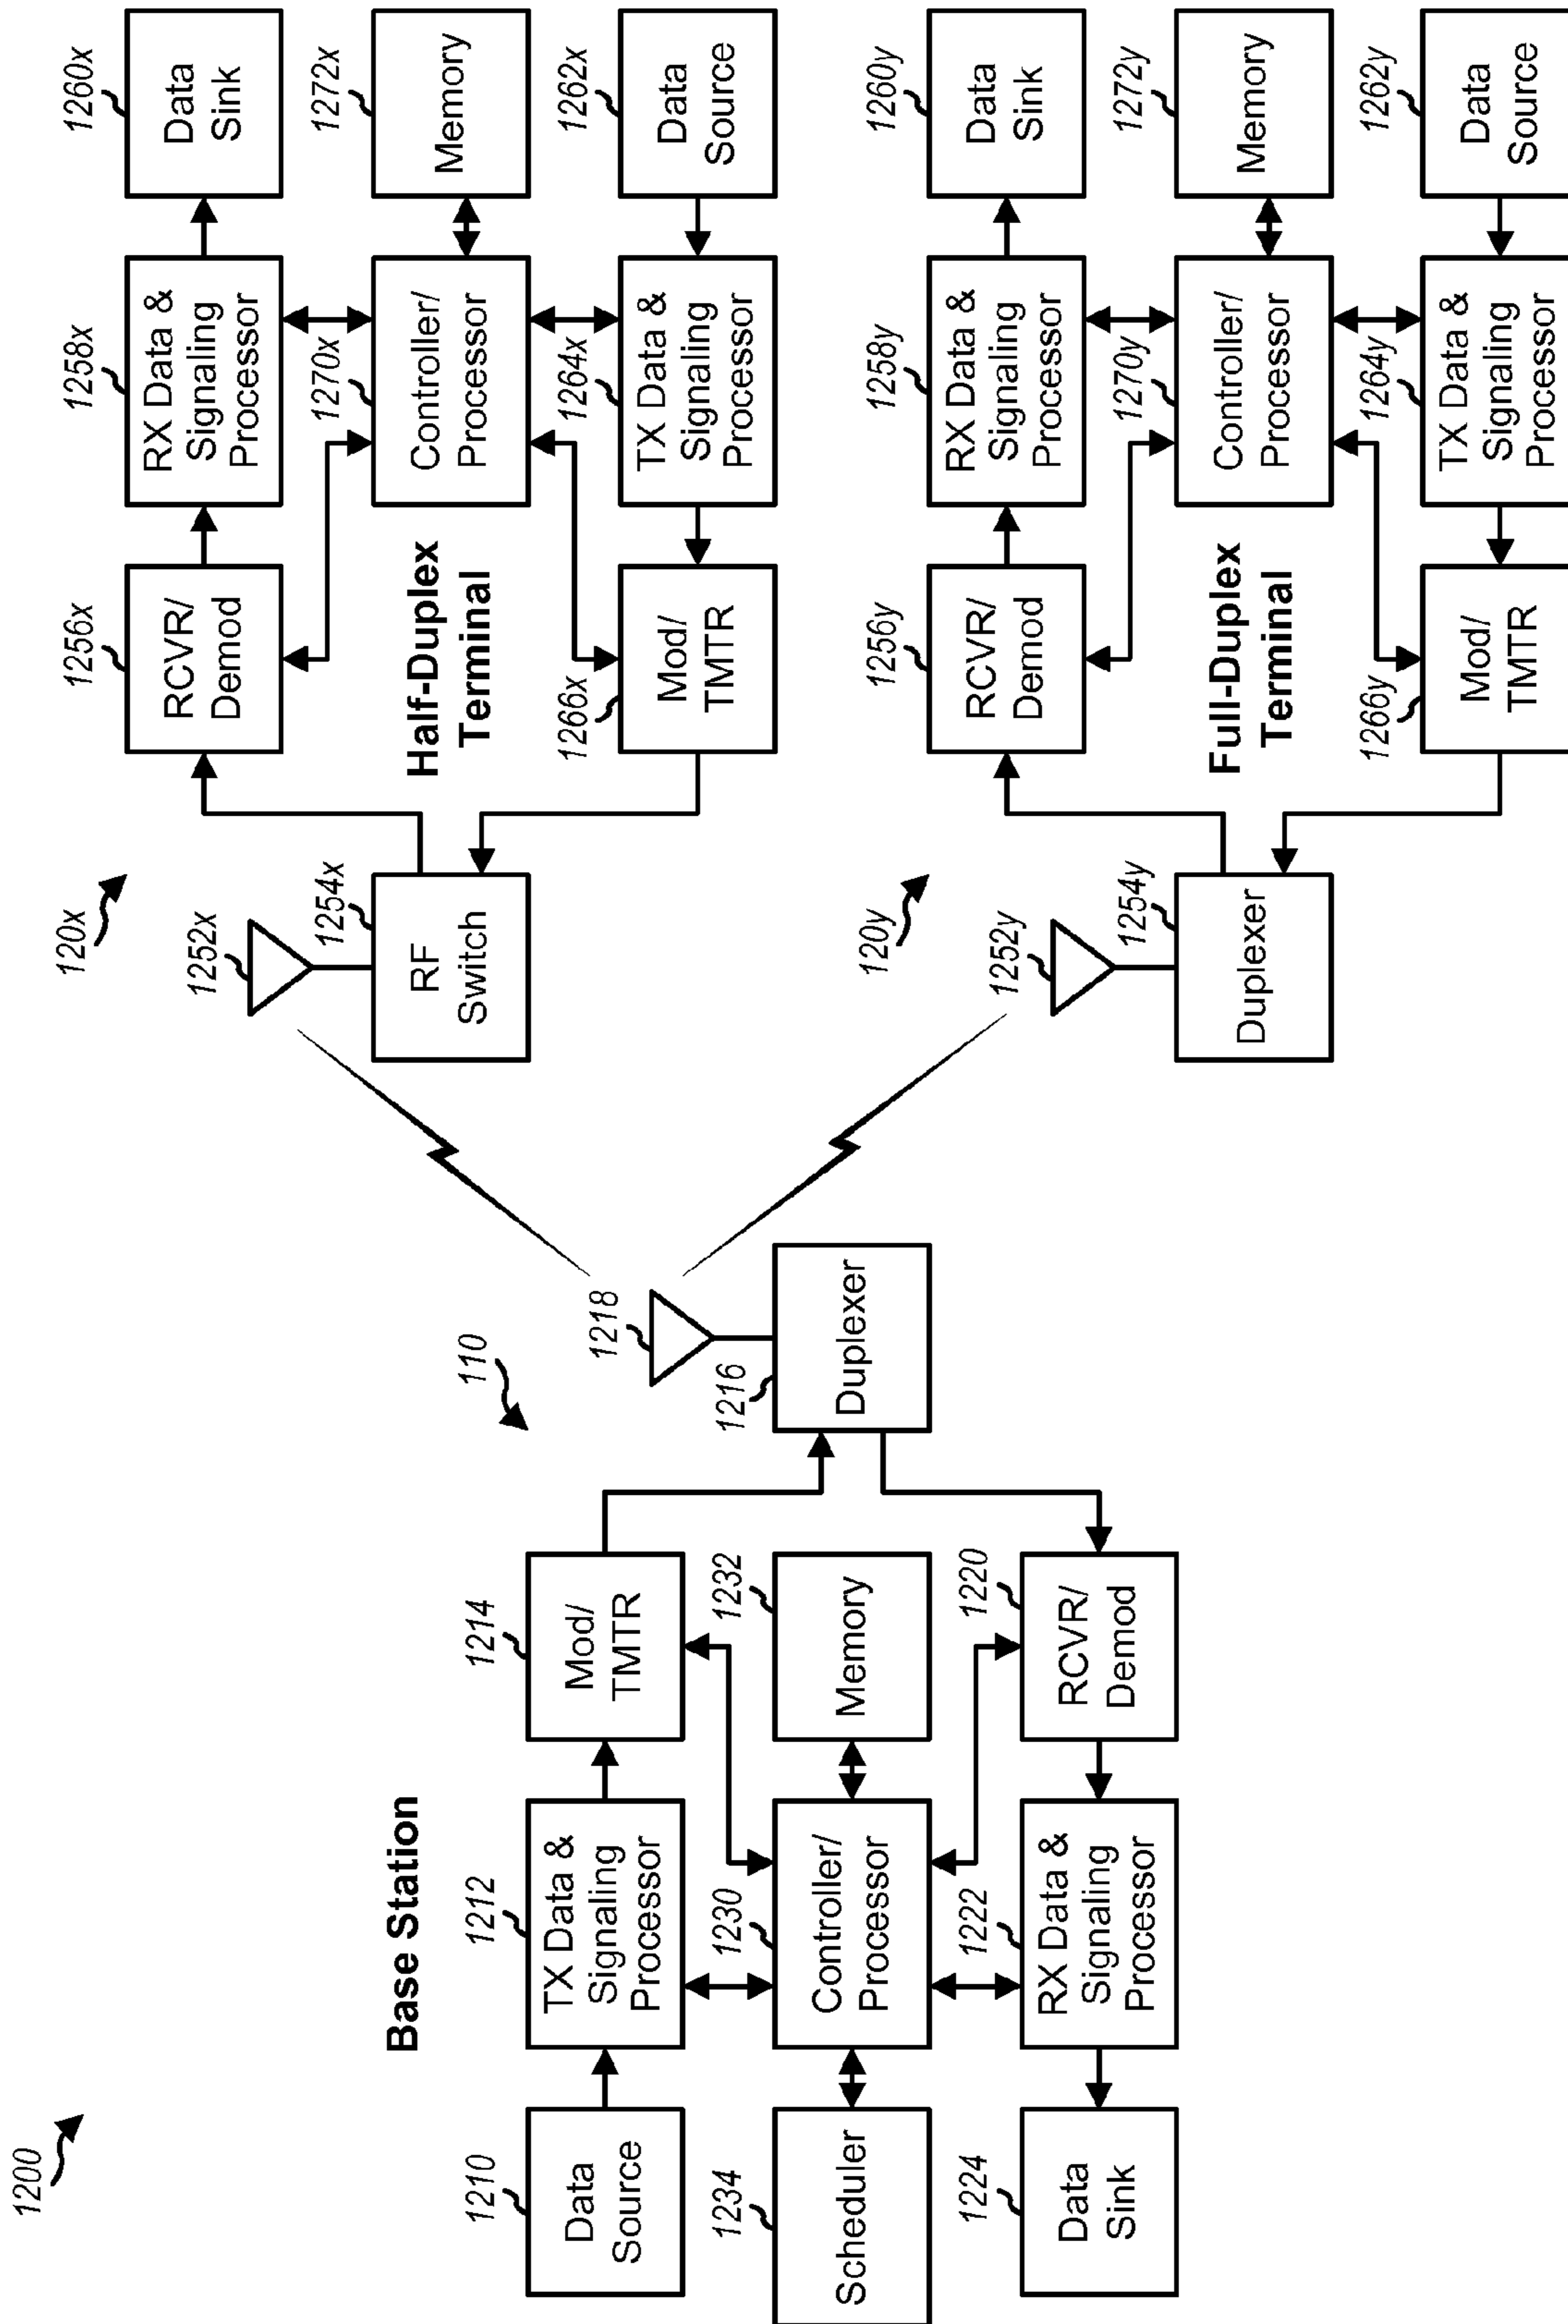 1200
Base Station
110
1210
Data
Source
1212
TX Data &
Signaling
Processor
1214
Mod/
TMTR
1218
1216
Duplexer
1234
Scheduler
1230
Controller/
Processor
1232
Memory
1224
Data
Sink
1222
RX Data &
Signaling
Processor
1220
RCVR/
Demod
120x
1252x
1254x
RF
Switch
1256x
RCVR/
Demod
1258x
RX Data &
Signaling
Processor
1260x
Data
Sink
Half-Duplex
Terminal
1270x
Controller/
Processor
1272x
Memory
1266x
Mod/
TMTR
1264x
TX Data &
Signaling
Processor
1262x
Data
Source
120y
1252y
1254y
Duplexer
1256y
RCVR/
Demod
1258y
RX Data &
Signaling
Processor
1260y
Data
Sink
Full-Duplex
Terminal
1270y
Controller/
Processor
1272y
Memory
1266y
Mod/
TMTR
1264y
TX Data &
Signaling
Processor
1262y
Data
Source